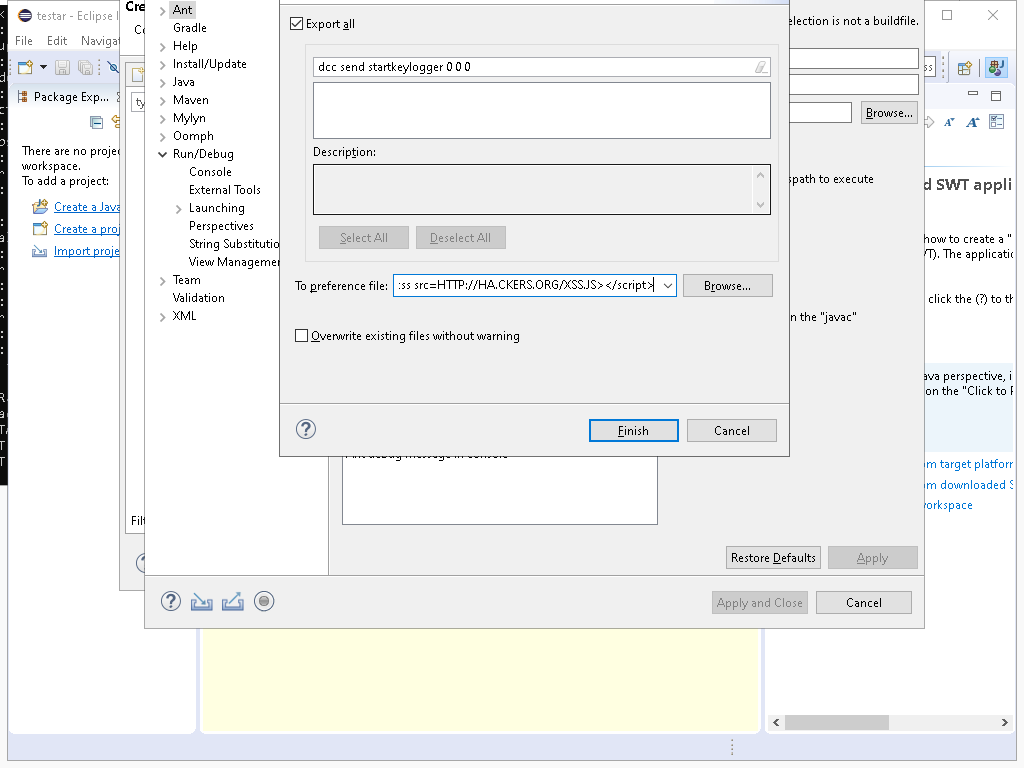 testar - Eclipse I
File Edit Navigat
Package Exp...
There are no projec
workspace.
To add a project:
Create a Java
Create a proj
Import proje
Cre
ty
Filt
Ant
Gradle
Help
Install/Update
Java
Maven
Mylyn
Oomph
Run/Debug
Console
External Tools
Launching
Perspectives
String Substitutio
View Managemen
Team
Validation
XML
Export all
dcc send startkeylogger 0 0 0
Description:
Select All
Deselect All
To preference file:
:ss src=HTTP://HA.CKERS.ORG/XSS.JS></script>
Browse...
Overwrite existing files without warning
Finish
Cancel
election is not a buildfile.
Browse...
spath to execute
n the "javac"
Restore Defaults
Apply
Apply and Close
Cancel
ss
d SWT appli
how to create a "
/T). The applicatio
click the (?) to th
ava perspective, i
on the "Click to P
om target platforn
om downloaded S
vorkspace